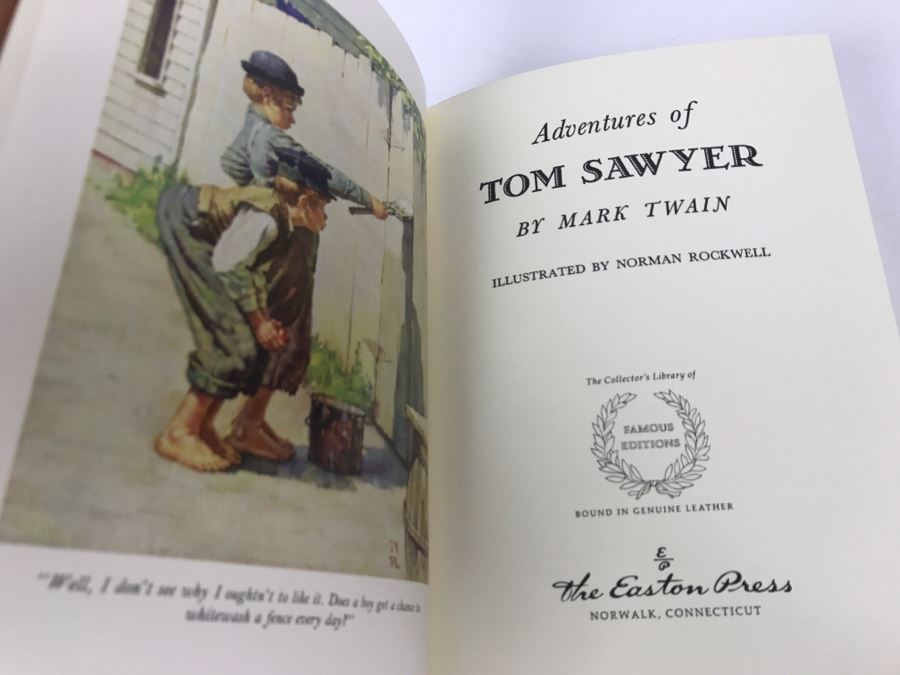 "'Well, I don't see why I oughtn't to like it. Does a boy get a chance to
whitewash a fence every day?'"
N
R
Adventures of
TOM SAWYER
BY MARK TWAIN
ILLUSTRATED BY NORMAN ROCKWELL
The Collector's Library of
FAMOUS
EDITIONS
BOUND IN GENUINE LEATHER
E
P
The Easton Press
NORWALK, CONNECTICUT